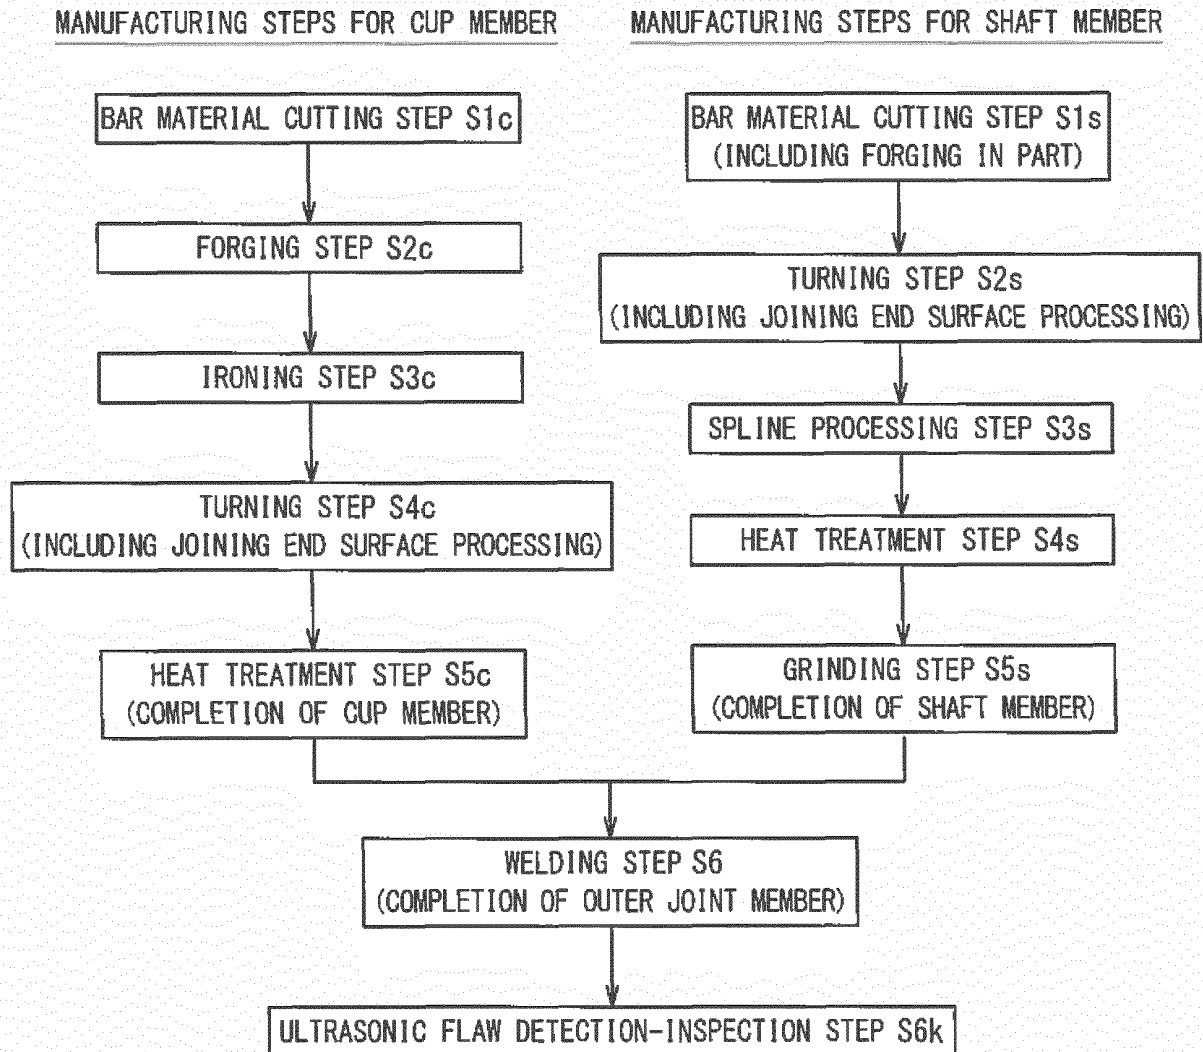 MANUFACTURING STEPS FOR CUP MEMBER
BAR MATERIAL CUTTING STEP S1c
FORGING STEP S2c
IRONING STEP S3c
TURNING STEP S4c
(INCLUDING JOINING END SURFACE PROCESSING)
HEAT TREATMENT STEP S5c
(COMPLETION OF CUP MEMBER)
MANUFACTURING STEPS FOR SHAFT MEMBER
BAR MATERIAL CUTTING STEP S1s
(INCLUDING FORGING IN PART)
TURNING STEP S2s
(INCLUDING JOINING END SURFACE PROCESSING)
SPLINE PROCESSING STEP S3s
HEAT TREATMENT STEP S4s
GRINDING STEP S5s
(COMPLETION OF SHAFT MEMBER)
WELDING STEP S6
(COMPLETION OF OUTER JOINT MEMBER)
ULTRASONIC FLAW DETECTION-INSPECTION STEP S6k